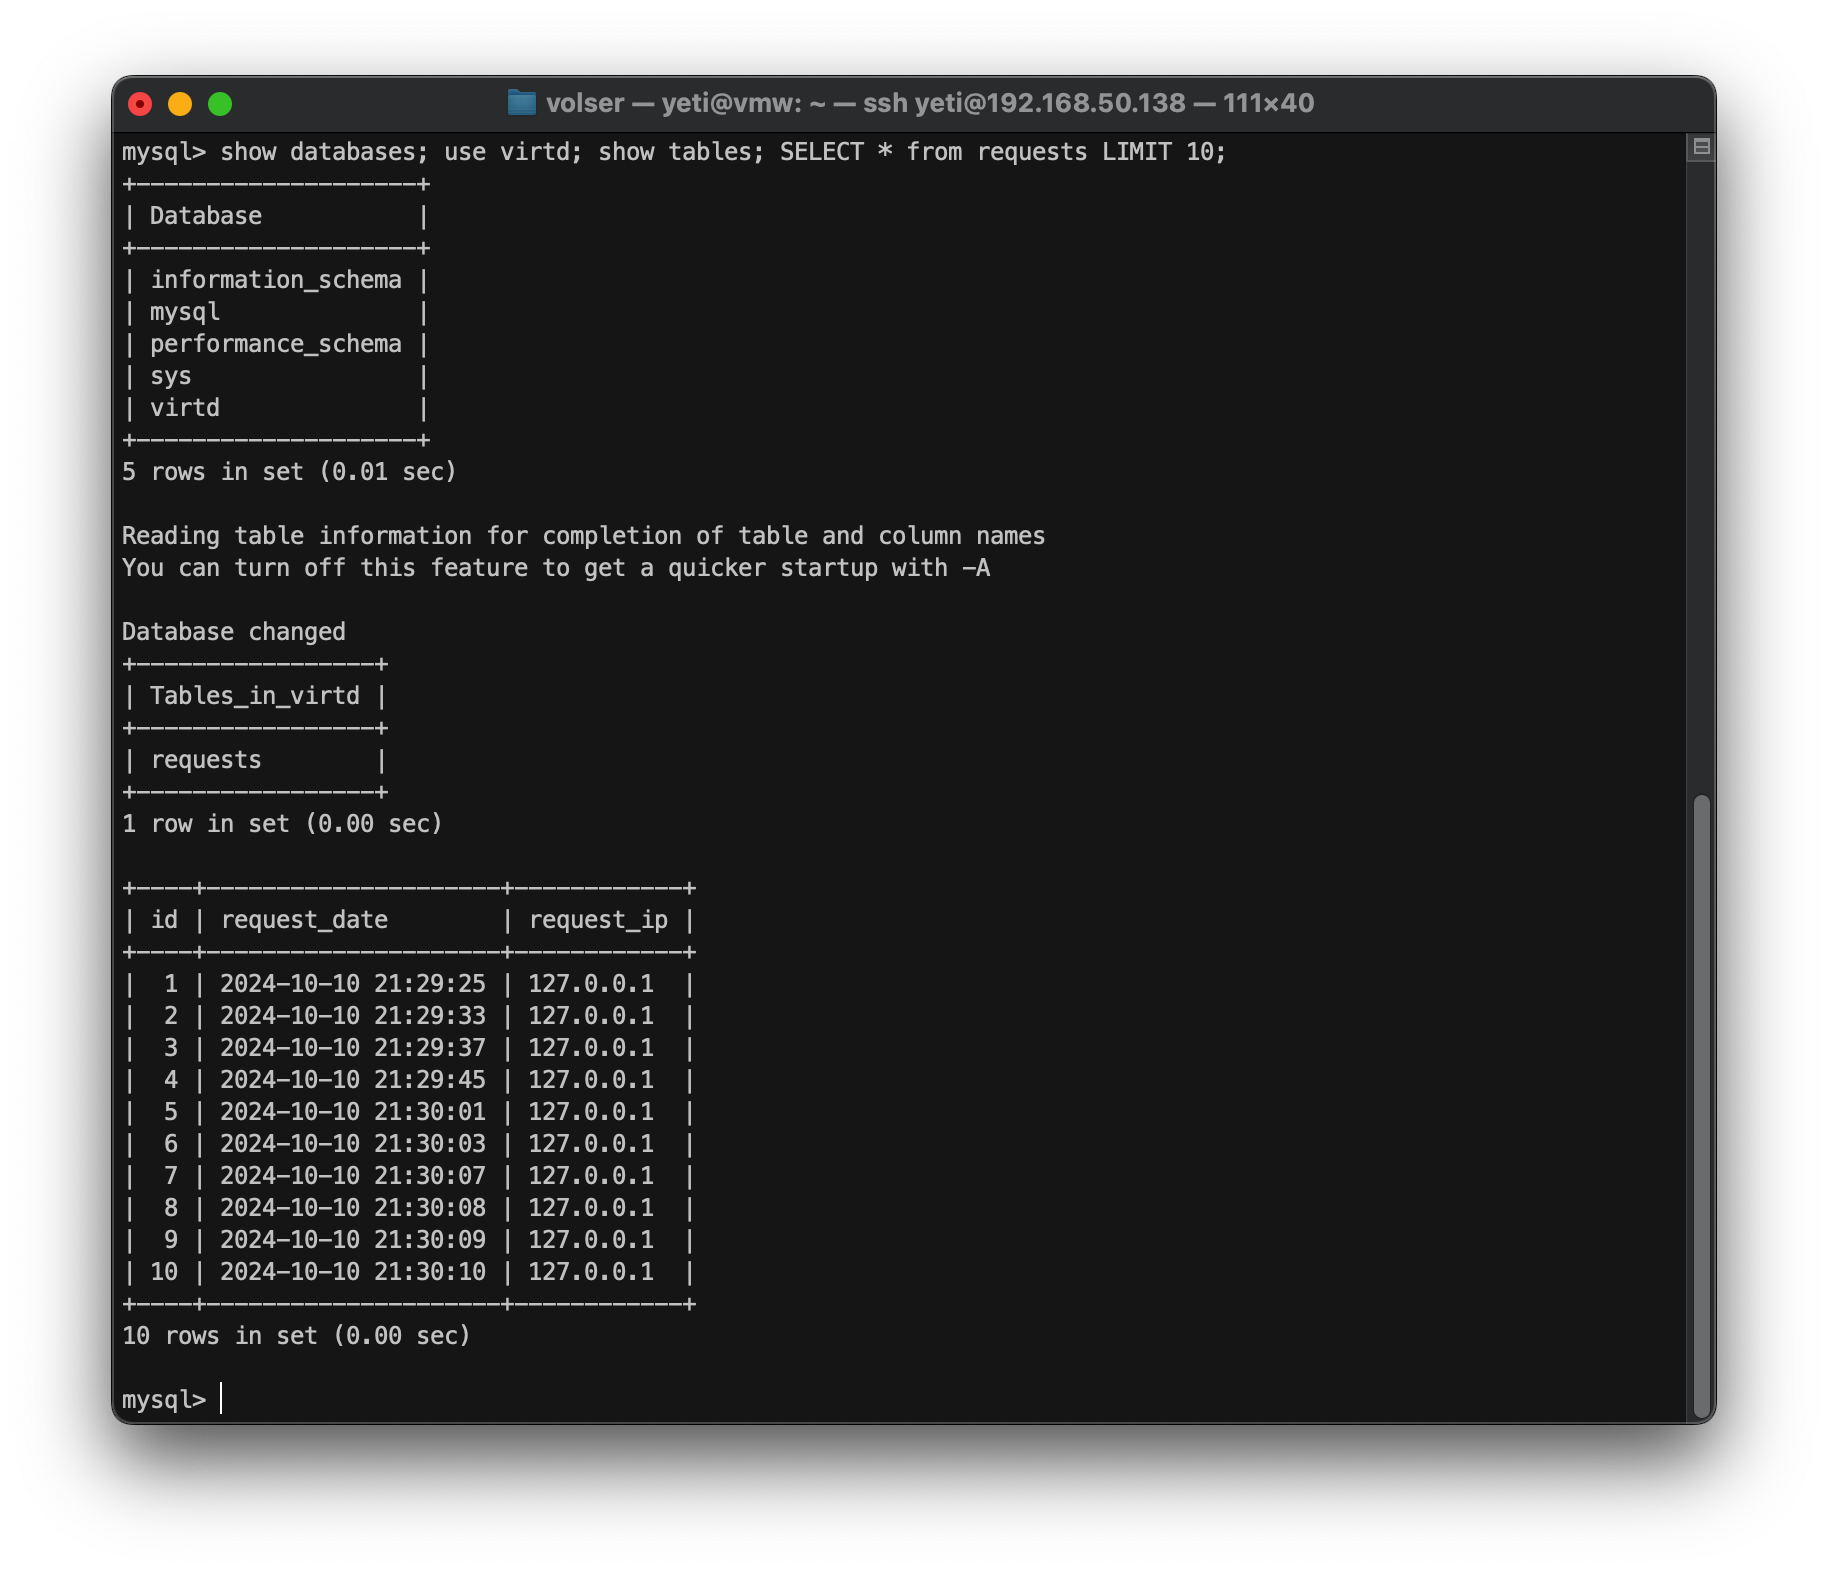 volser — yeti@vmw: ~ — ssh yeti@192.168.50.138 — 111×40
mysql> show databases; use virtd; show tables; SELECT * from requests LIMIT 10;
+--------------------+
| Database           |
+--------------------+
| information_schema |
| mysql              |
| performance_schema |
| sys                |
| virtd              |
+--------------------+
5 rows in set (0.01 sec)

Reading table information for completion of table and column names
You can turn off this feature to get a quicker startup with -A

Database changed
+-----------------+
| Tables_in_virtd |
+-----------------+
| requests        |
+-----------------+
1 row in set (0.00 sec)

+----+---------------------+------------+
| id | request_date        | request_ip |
+----+---------------------+------------+
|  1 | 2024-10-10 21:29:25 | 127.0.0.1  |
|  2 | 2024-10-10 21:29:33 | 127.0.0.1  |
|  3 | 2024-10-10 21:29:37 | 127.0.0.1  |
|  4 | 2024-10-10 21:29:45 | 127.0.0.1  |
|  5 | 2024-10-10 21:30:01 | 127.0.0.1  |
|  6 | 2024-10-10 21:30:03 | 127.0.0.1  |
|  7 | 2024-10-10 21:30:07 | 127.0.0.1  |
|  8 | 2024-10-10 21:30:08 | 127.0.0.1  |
|  9 | 2024-10-10 21:30:09 | 127.0.0.1  |
| 10 | 2024-10-10 21:30:10 | 127.0.0.1  |
+----+---------------------+------------+
10 rows in set (0.00 sec)

mysql>